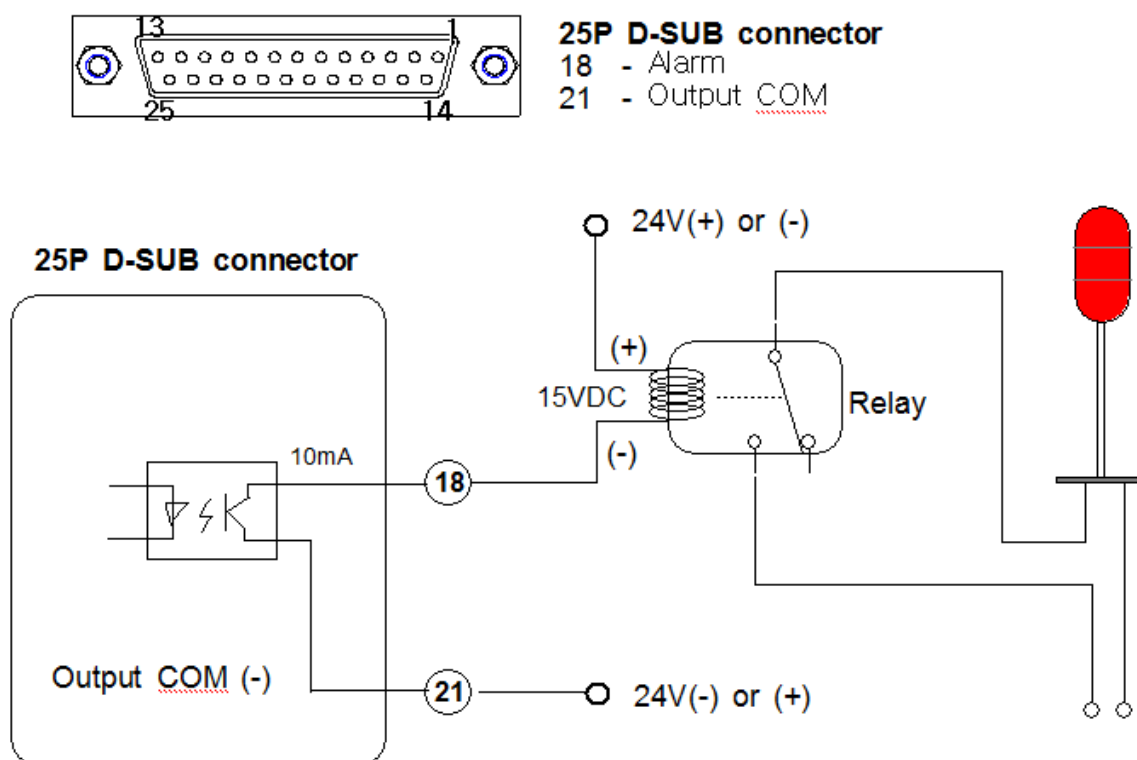 13 1
25P D-SUB connector
18 - Alarm
21 - Output COM
25 14
24V(+) or (-)
25P D-SUB connector
(+)
15VDC
Relay
(-)
10mA
18
Output COM (-)
21
24V(-) or (+)